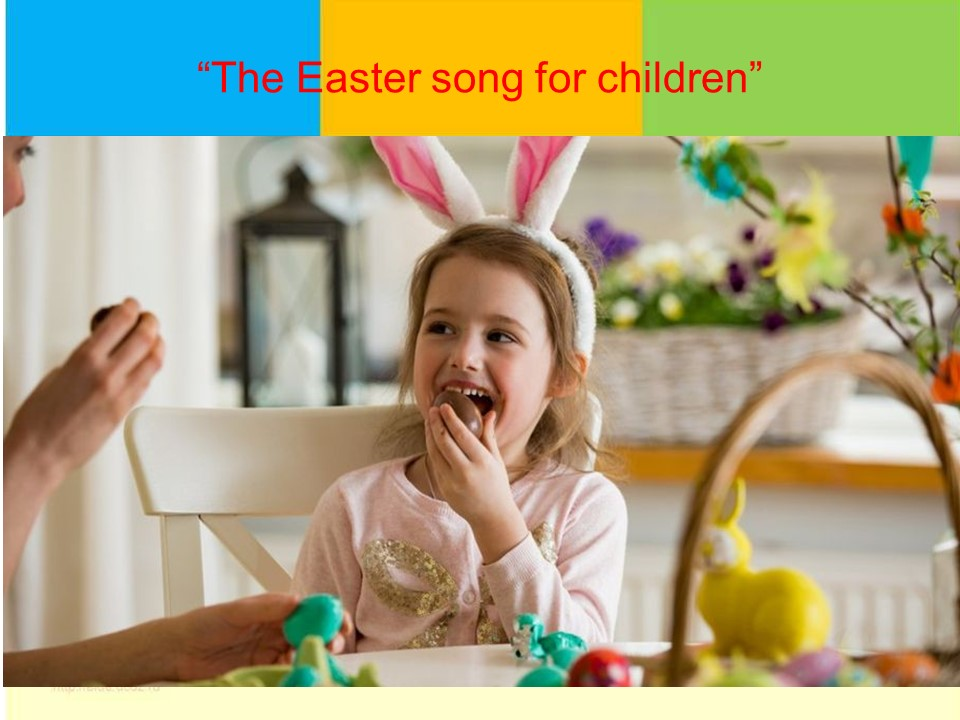 “The Easter song for children”